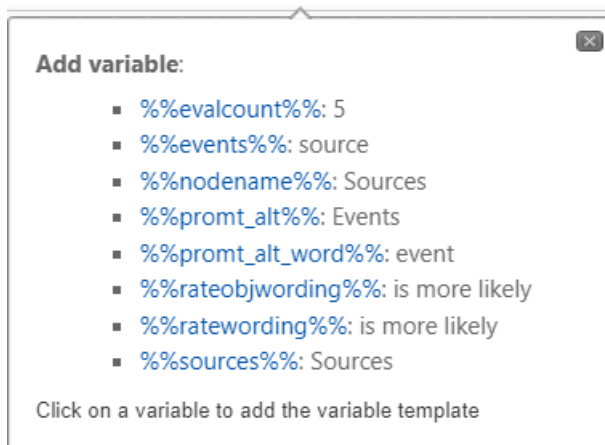 Add variable:
%%evalcount%%: 5
%%events%%: source
%%nodename%%: Sources
%%promt_alt%%: Events
%%promt_alt_word%%: event
%%rateobjwording%%: is more likely
%%ratewording%%: is more likely
%%sources%%: Sources
Click on a variable to add the variable template